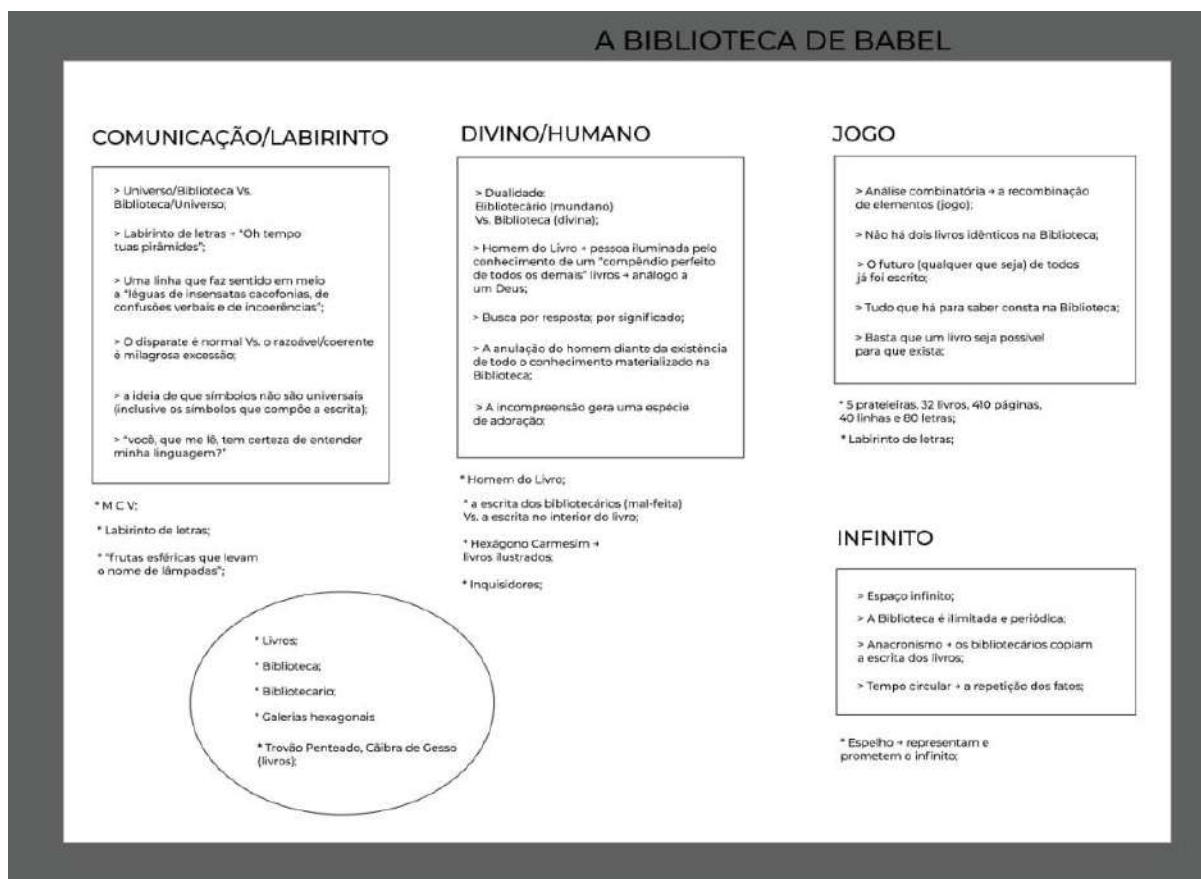 A BIBLIOTECA DE BABEL
COMUNICAÇÃO/LABIRINTO
> Universo/Biblioteca Vs.
Biblioteca/Universo;
> Labirinto de letras → "Oh tempo
tuas pirâmides";
> Uma linha que faz sentido em meio
a "léguas de insensatas cacofonias, de
confusões verbais e de incoerências";
> O disparate é normal Vs. o razoável/coerente
é milagrosa excessão;
> a ideia de que símbolos não são universais
(inclusive os símbolos que compõe a escrita);
> "você, que me lê, tem certeza de entender
minha linguagem?"
* M C V;
* Labirinto de letras;
* "frutas esféricas que levam
o nome de lâmpadas";
* Livros;
* Biblioteca;
* Bibliotecario;
* Galerias hexagonais
* Trovão Penteado, Cãibra de Gesso
(livros);
DIVINO/HUMANO
> Dualidade:
Bibliotecário (mundano)
Vs. Biblioteca (divina);
> Homem do Livro → pessoa iluminada pelo
conhecimento de um "compêndio perfeito
de todos os demais" livros → análogo a
um Deus;
> Busca por resposta; por significado;
> A anulação do homem diante da existência
de todo o conhecimento materializado na
Biblioteca;
> A incompreensão gera uma espécie
de adoração;
* Homem do Livro;
* a escrita dos bibliotecários (mal-feita)
Vs. a escrita no interior do livro;
* Hexágono Carmesim →
livros ilustrados;
* Inquisidores;
JOGO
> Análise combinatória → a recombinação
de elementos (jogo);
> Não há dois livros idênticos na Biblioteca;
> O futuro (qualquer que seja) de todos
já foi escrito;
> Tudo que há para saber consta na Biblioteca;
> Basta que um livro seja possível
para que exista;
* 5 prateleiras, 32 livros, 410 páginas,
40 linhas e 80 letras;
* Labirinto de letras;
INFINITO
> Espaço infinito;
> A Biblioteca é ilimitada e periódica;
> Anacronismo → os bibliotecários copiam
a escrita dos livros;
> Tempo circular → a repetição dos fatos;
* Espelho → representam e
prometem o infinito;